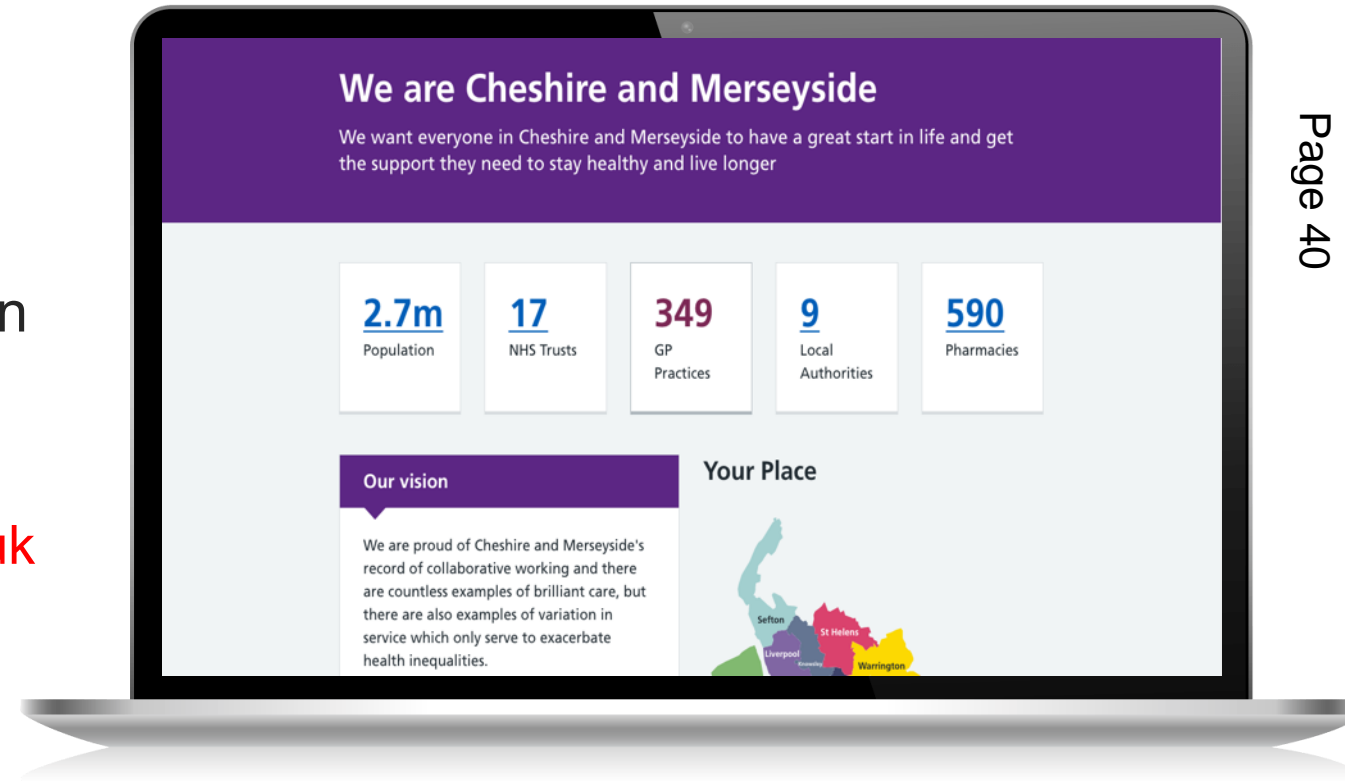 We are Cheshire and Merseyside
We want everyone in Cheshire and Merseyside to have a great start in life and get
the support they need to stay healthy and live longer
2.7m
Population
17
NHS Trusts
349
GP
Practices
9
Local
Authorities
590
Pharmacies
Our vision
We are proud of Cheshire and Merseyside's
record of collaborative working and there
are countless examples of brilliant care, but
there are also examples of variation in
service which only serve to exacerbate
health inequalities.
Your Place
Sefton
St Helens
Liverpool
Knowsley
Warrington
Page 40